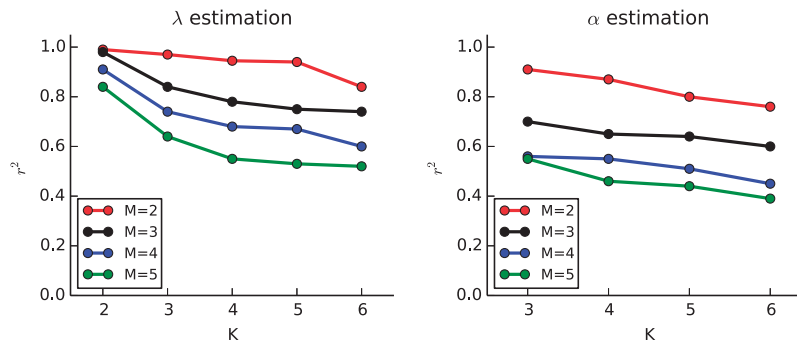 λ estimation
1.0
0.8
0.6
0.4
0.2
0.0
r²
M=2
M=3
M=4
M=5
2 3 4 5 6
K
α estimation
1.0
0.8
0.6
0.4
0.2
0.0
r²
M=2
M=3
M=4
M=5
3 4 5 6
K